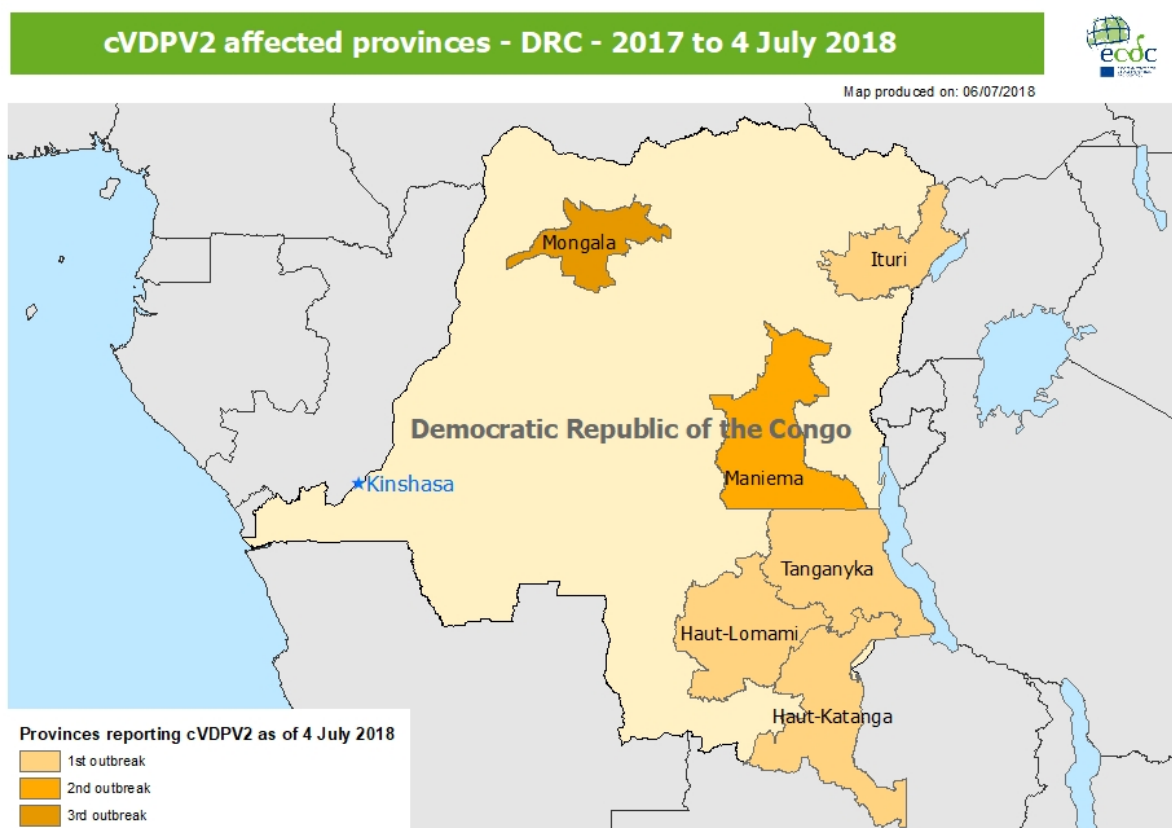 cVDPV2 affected provinces - DRC - 2017 to 4 July 2018
ecdc
Map produced on: 06/07/2018
Mongala
Ituri
Democratic Republic of the Congo
Kinshasa
Maniema
Tanganyka
Haut-Lomami
Haut-Katanga
Provinces reporting cVDPV2 as of 4 July 2018
1st outbreak
2nd outbreak
3rd outbreak